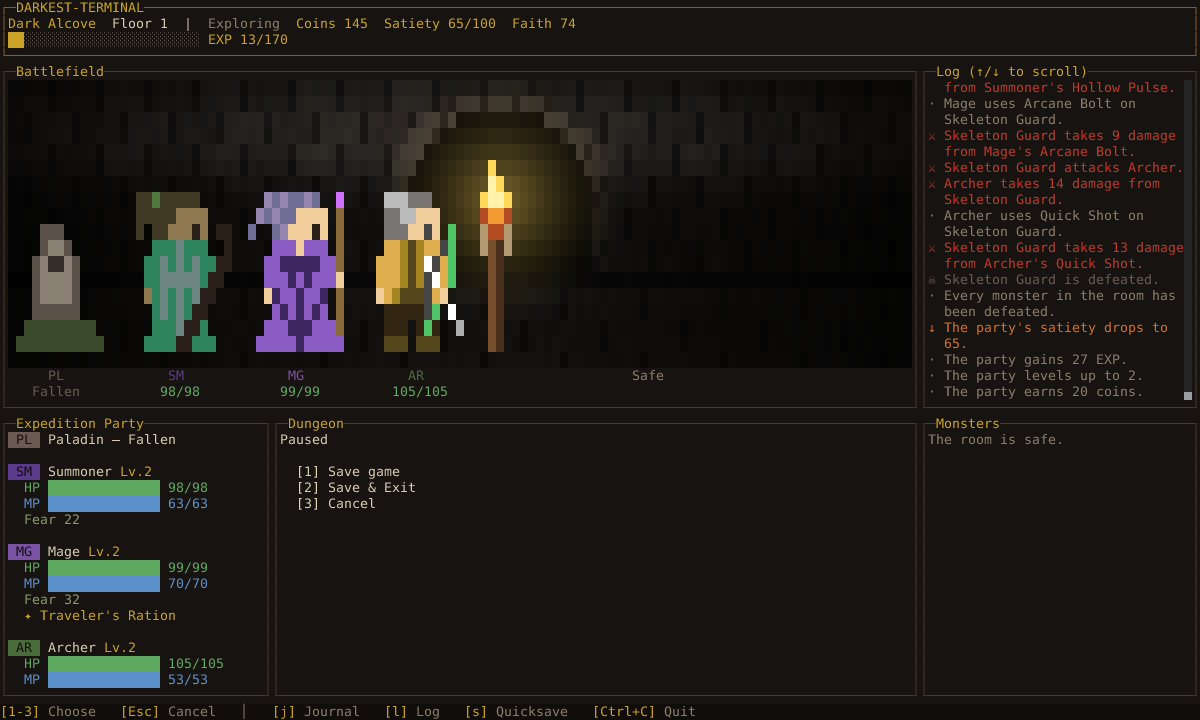 DARKEST-TERMINAL
Dark Alcove Floor 1 | Exploring Coins 145 Satiety 65/100 Faith 74
EXP 13/170
Battlefield
PL SM MG AR Safe
Fallen 98/98 99/99 105/105
Log (↑/↓ to scroll)
from Summoner's Hollow Pulse.
· Mage uses Arcane Bolt on
Skeleton Guard.
⚔ Skeleton Guard takes 9 damage
from Mage's Arcane Bolt.
⚔ Skeleton Guard attacks Archer.
⚔ Archer takes 14 damage from
Skeleton Guard.
· Archer uses Quick Shot on
Skeleton Guard.
⚔ Skeleton Guard takes 13 damage
from Archer's Quick Shot.
☠ Skeleton Guard is defeated.
· Every monster in the room has
been defeated.
↓ The party's satiety drops to
65.
· The party gains 27 EXP.
· The party levels up to 2.
· The party earns 20 coins.
Expedition Party
PL Paladin — Fallen
SM Summoner Lv.2
HP 98/98
MP 63/63
Fear 22
MG Mage Lv.2
HP 99/99
MP 70/70
Fear 32
✦ Traveler's Ration
AR Archer Lv.2
HP 105/105
MP 53/53
Dungeon
Paused
[1] Save game
[2] Save & Exit
[3] Cancel
Monsters
The room is safe.
[1-3] Choose [Esc] Cancel │ [j] Journal [l] Log [s] Quicksave [Ctrl+C] Quit